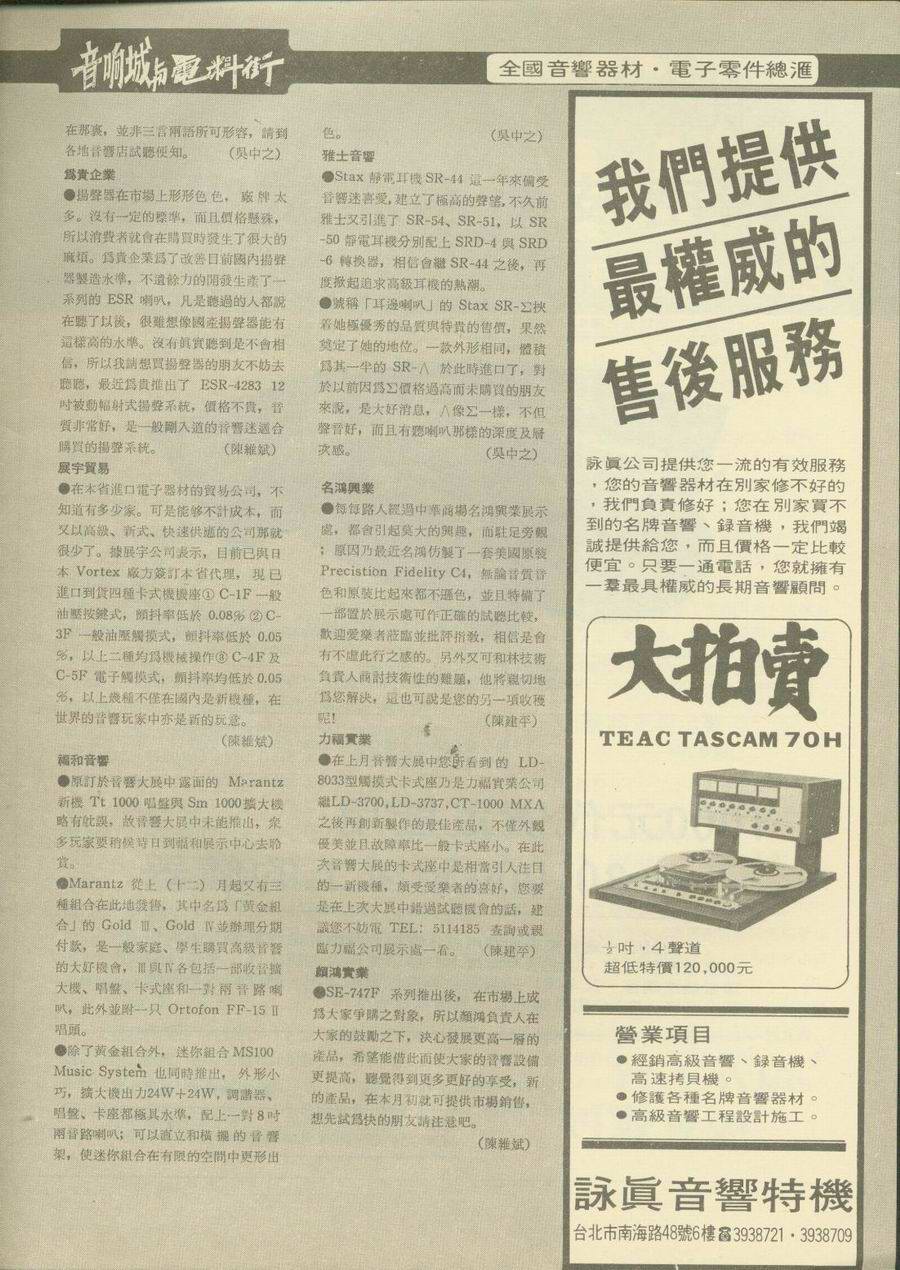 音响城与電料街
全國音響器材・電子零件總滙
在那裏，並非三言兩語所可形容，請到
各地音響店試聽便知。　　（吳中之）
爲貴企業
●揚聲器在市場上形形色色，廠牌太
多。沒有一定的標準，而且價格懸殊，
所以消費者就會在購買時發生了很大的
麻煩。爲貴企業爲了改善目前國內揚聲
器製造水準，不遺餘力的開發生產了一
系列的 ESR 喇叭，凡是聽過的人都說
在聽了以後，很難想像國產揚聲器能有
這樣高的水準。沒有眞實聽到是不會相
信，所以我請想買揚聲器的朋友不妨去
聽聽，最近爲貴推出了 ESR-4283 12
吋被動輻射式揚聲系統，價格不貴，音
質非常好，是一般剛入道的音響迷適合
購買的揚聲系統。　　（陳維斌）
展宇貿易
●在本省進口電子器材的貿易公司，不
知道有多少家。可是能够不計成本，而
又以高級、新式、快速供應的公司那就
很少了。據展宇公司表示，目前已與日
本 Vortex 廠方簽訂本省代理，現已
進口到貨四種卡式機機座① C-1F 一般
油壓按鍵式，顫抖率低於 0.08% ② C-
3F 一般油壓觸摸式，顫抖率低於 0.05
%，以上二種均爲機械操作③ C-4F 及
C-5F 電子觸摸式，顫抖率均低於 0.05
%，以上幾種不僅在國內是新機種，在
世界的音響玩家中亦是新的玩意。
（陳維斌）
福和音響
●原訂於音響大展中露面的 Marantz
新機 Tt 1000 唱盤與 Sm 1000 擴大機
略有躭誤，故音響大展中未能推出，衆
多玩家要稍候時日到福和展示中心去聆
賞。
●Marantz 從上（十二）月起又有三
種組合在此地發售，其中名爲「黃金組
合」的 Gold Ⅲ、Gold Ⅳ並辦理分期
付款，是一般家庭、學生購買高級音響
的大好機會，Ⅲ與Ⅳ各包括一部收音擴
大機、唱盤、卡式座和一對兩音路喇
叭，此外並附一只 Ortofon FF-15 Ⅱ
唱頭。
●除了黃金組合外，迷你組合 MS100
Music System 也同時推出，外形小
巧，擴大機出力24W＋24W，調諧器、
唱盤、卡座都極具水準，配上一對8吋
兩音路喇叭；可以直立和橫擺的音響
架，使迷你組合在有限的空間中更形出
色。　　（吳中之）
雅士音響
●Stax 靜電耳機 SR-44 這一年來備受
音響迷喜愛，建立了極高的聲望，不久前
雅士又引進了 SR-54、SR-51，以 SR
-50 靜電耳機分別配上 SRD-4 與 SRD
-6 轉換器，相信會繼 SR-44 之後，再
度掀起追求高級耳機的熱潮。
●號稱「耳邊喇叭」的 Stax SR-Σ挾
着她極優秀的品質與特貴的售價，果然
奠定了她的地位。一款外形相同，體積
爲其一半的 SR-Λ 於此時進口了，對
於以前因爲Σ價格過高而未購買的朋友
來說，是大好消息，Λ像Σ一樣，不但
聲音好，而且有聽喇叭那樣的深度及層
次感。　　（吳中之）
名鴻興業
●每每路人經過中華商場名鴻興業展示
處，都會引起莫大的興趣，而駐足旁觀
；原因乃最近名鴻仿製了一套美國原裝
Precistion Fidelity C4，無論音質音
色和原裝比起來都不遜色，並且特備了
一部置於展示處可作正確的試聽比較，
歡迎愛樂者蒞臨並批評指敎，相信是會
有不虛此行之感的。另外又可和林技術
負責人商討技術性的難題，他將親切地
爲您解決，這也可說是您的另一項收穫
呢！　　（陳建平）
力福實業
●在上月音響大展中您所看到的 LD-
8033型觸摸式卡式座乃是力福實業公司
繼LD-3700,LD-3737,CT-1000 MXA
之後再創新製作的最佳產品，不僅外觀
優美並且故障率比一般卡式座小。在此
次音響大展的卡式座中是相當引人注目
的一新機種，頗受愛樂者的喜好，您要
是在上次大展中錯過試聽機會的話，建
議您不妨電 TEL：5114185 查詢或親
臨力福公司展示處一看。　　（陳建平）
顏鴻實業
●SE-747F 系列推出後，在市場上成
爲大家爭購之對象，所以顏鴻負責人在
大家的鼓勵之下，決心發展更高一層的
產品，希望能借此而使大家的音響設備
更提高，聽覺得到更多更好的享受，新
的產品，在本月初就可提供市場銷售，
想先試爲快的朋友請注意吧。
（陳維斌）
我們提供
最權威的
售後服務
詠眞公司提供您一流的有效服務
，您的音響器材在別家修不好的
，我們負責修好；您在別家買不
到的名牌音響、錄音機，我們竭
誠提供給您，而且價格一定比較
便宜。只要一通電話，您就擁有
一羣最具權威的長期音響顧問。
大拍賣
TEAC TASCAM 70H
½吋，4聲道
超低特價120,000元
營業項目
●經銷高級音響、錄音機、
高速拷貝機。
●修護各種名牌音響器材。
●高級音響工程設計施工。
詠眞音響特機
台北市南海路48號6樓☎3938721・3938709